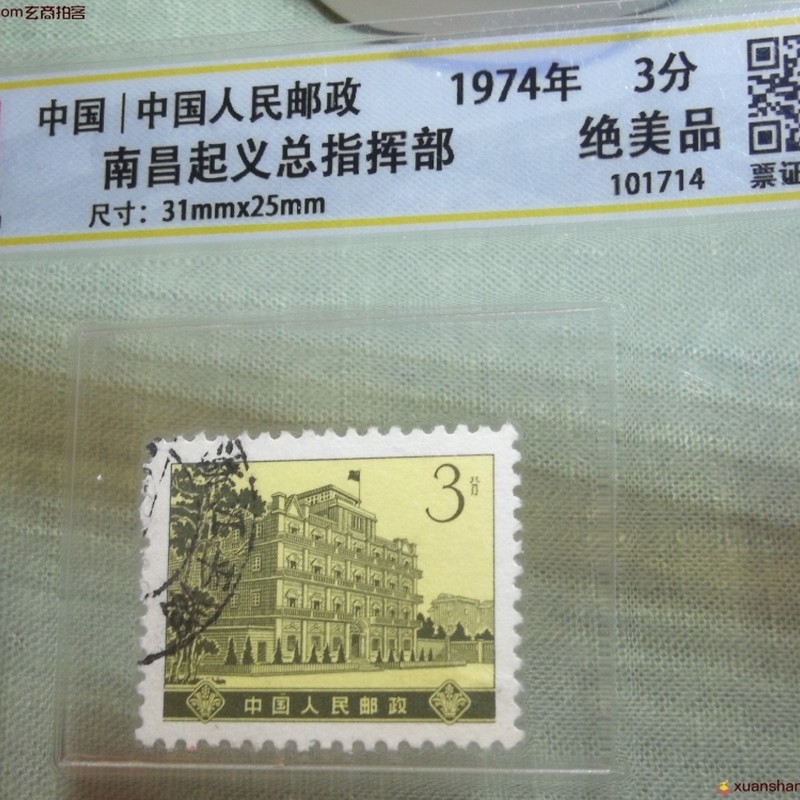 om玄商拍客
中国|中国人民邮政 1974年 3分
南昌起义总指挥部 绝美品
尺寸：31mmx25mm 101714 票证
3分
中国人民邮政
xuanshan